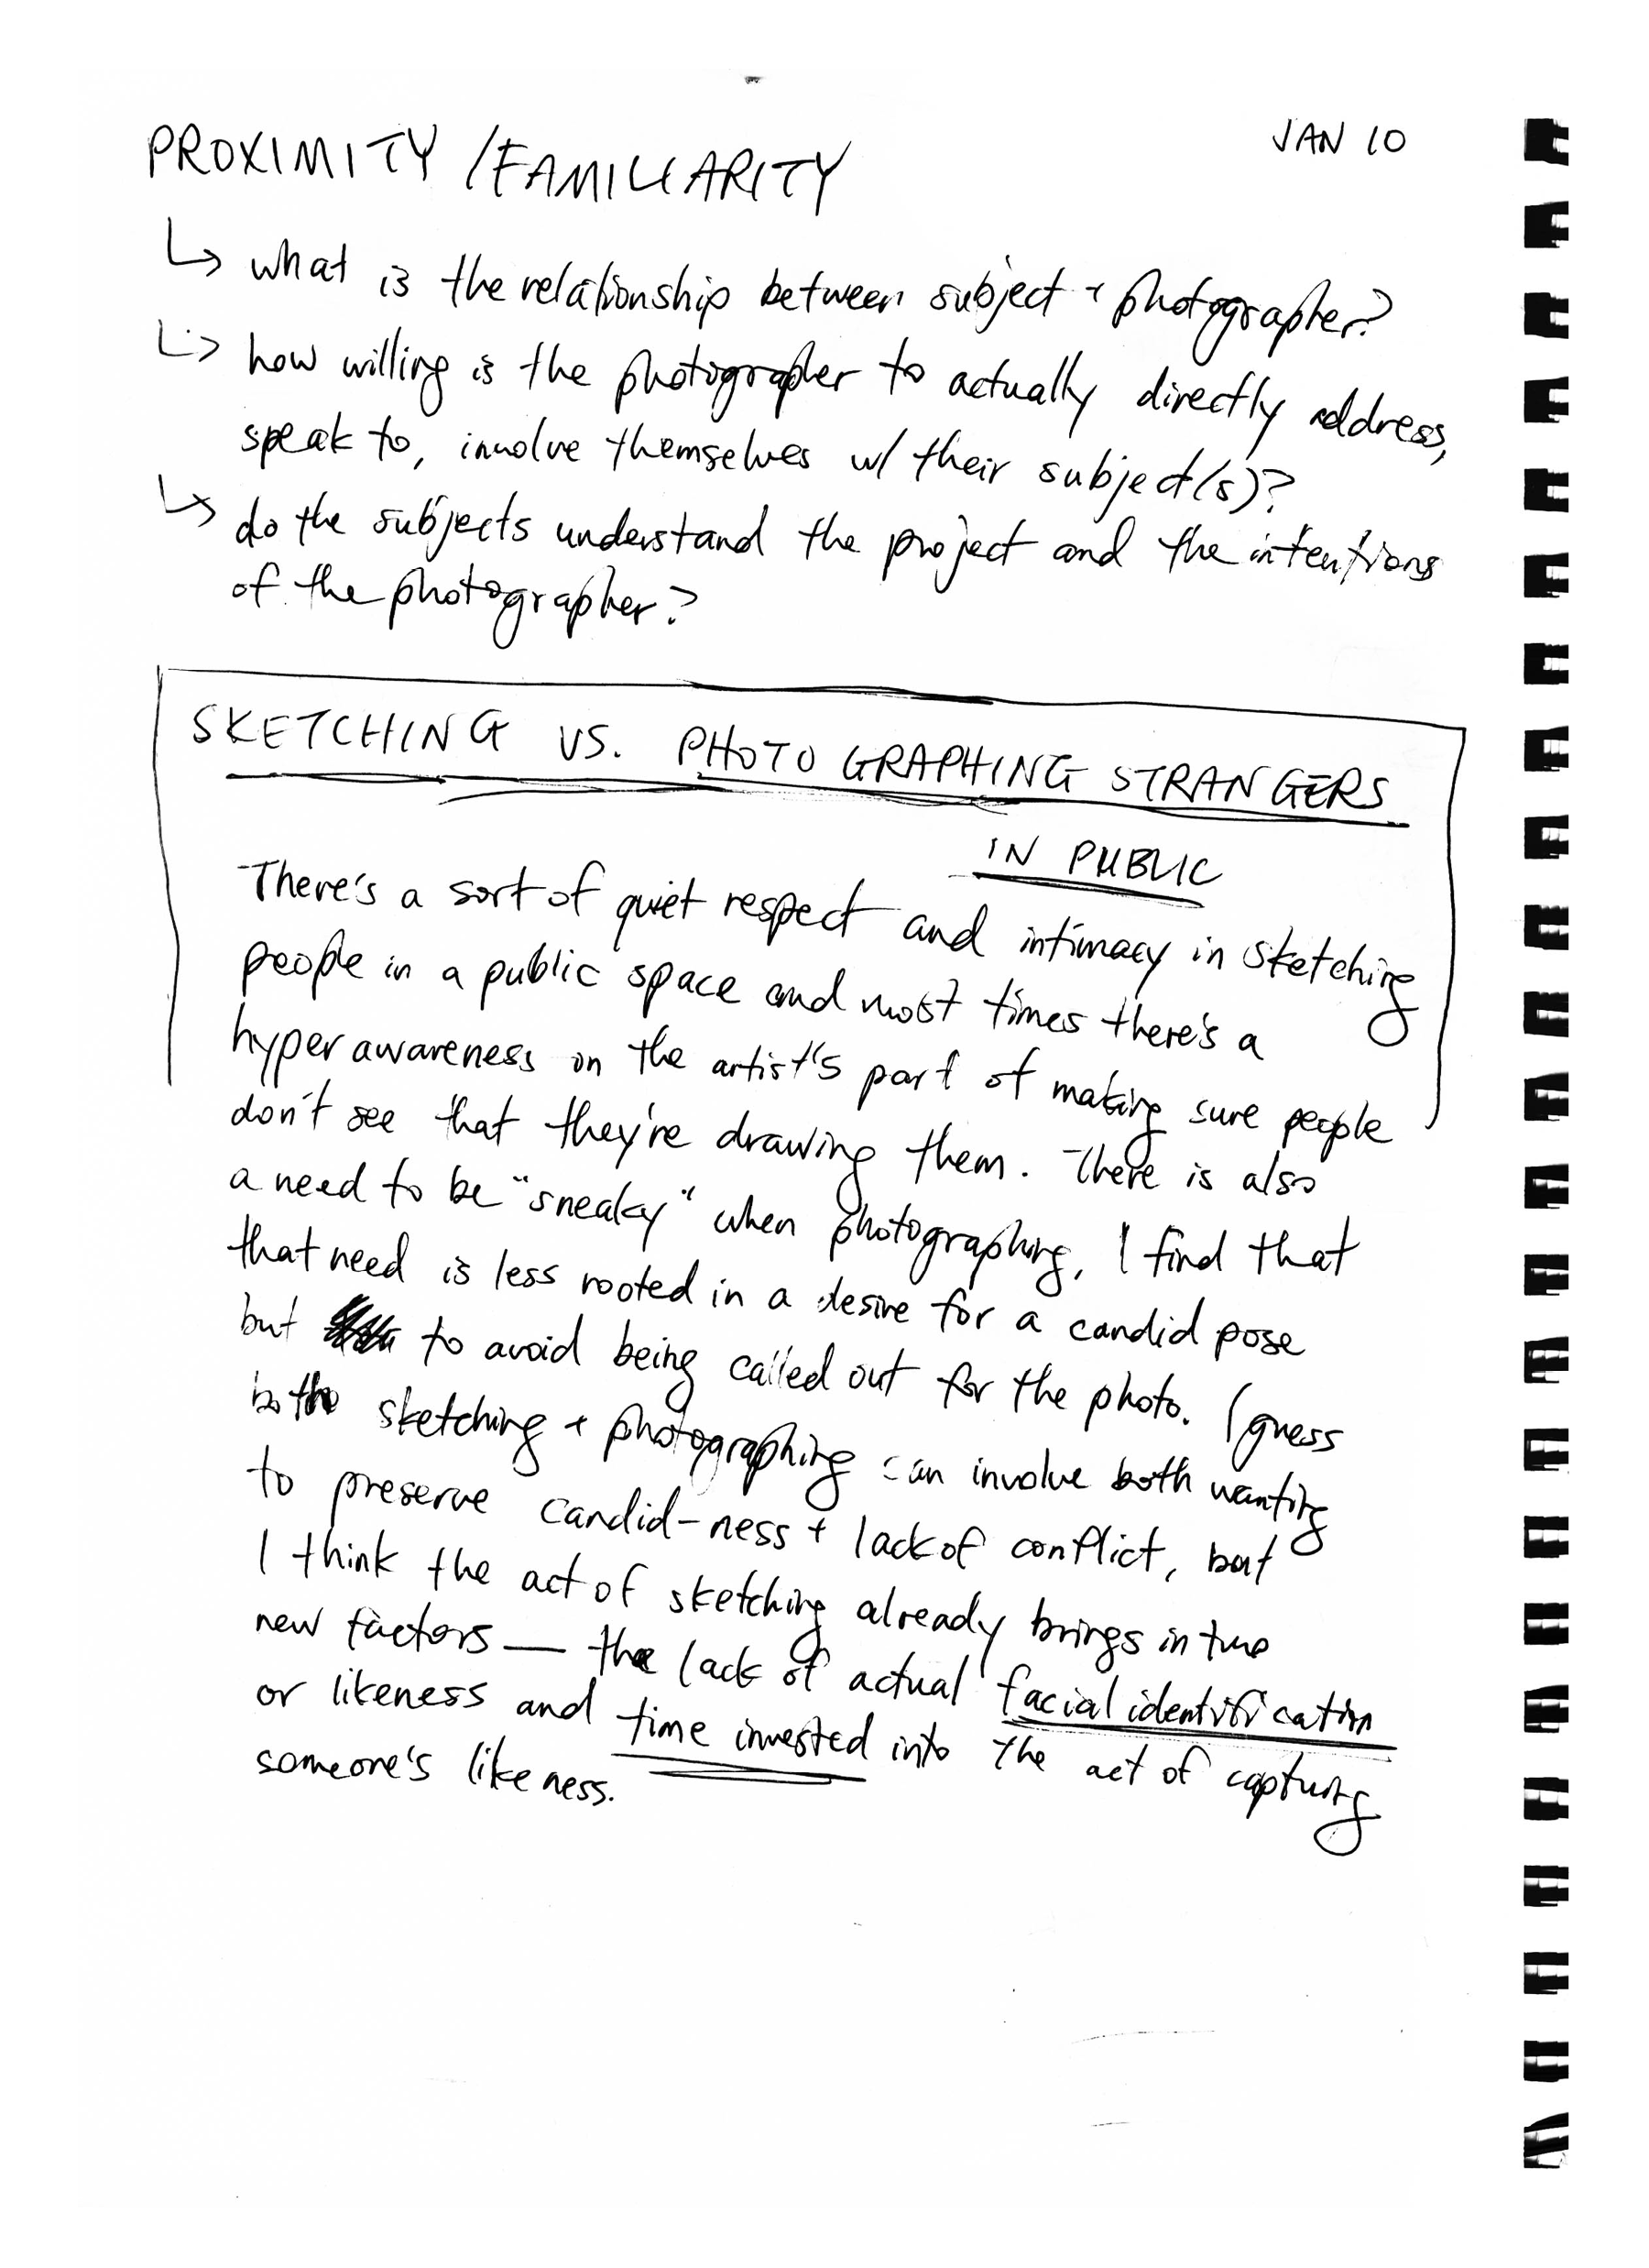 PROXIMITY / FAMILIARITY
JAN 10
↳ what is the relationship between subject + photographer?
↳ how willing is the photographer to actually directly address,
speak to, involve themselves w/ their subject(s)?
↳ do the subjects understand the project and the intentions
of the photographer?
SKETCHING VS. PHOTOGRAPHING STRANGERS
IN PUBLIC
There's a sort of quiet respect and intimacy in sketching
people in a public space and most times there's a
hyper awareness on the artist's part of making sure people
don't see that they're drawing them. There is also
a need to be "sneaky" when photographing, I find that
that need is less rooted in a desire for a candid pose
but to avoid being called out for the photo. I guess
both sketching + photographing can involve both wanting
to preserve candid-ness + lack of conflict, but
I think the act of sketching already brings in two
new factors — the lack of actual facial identification
or likeness and time invested into the act of capturing
someone's likeness.